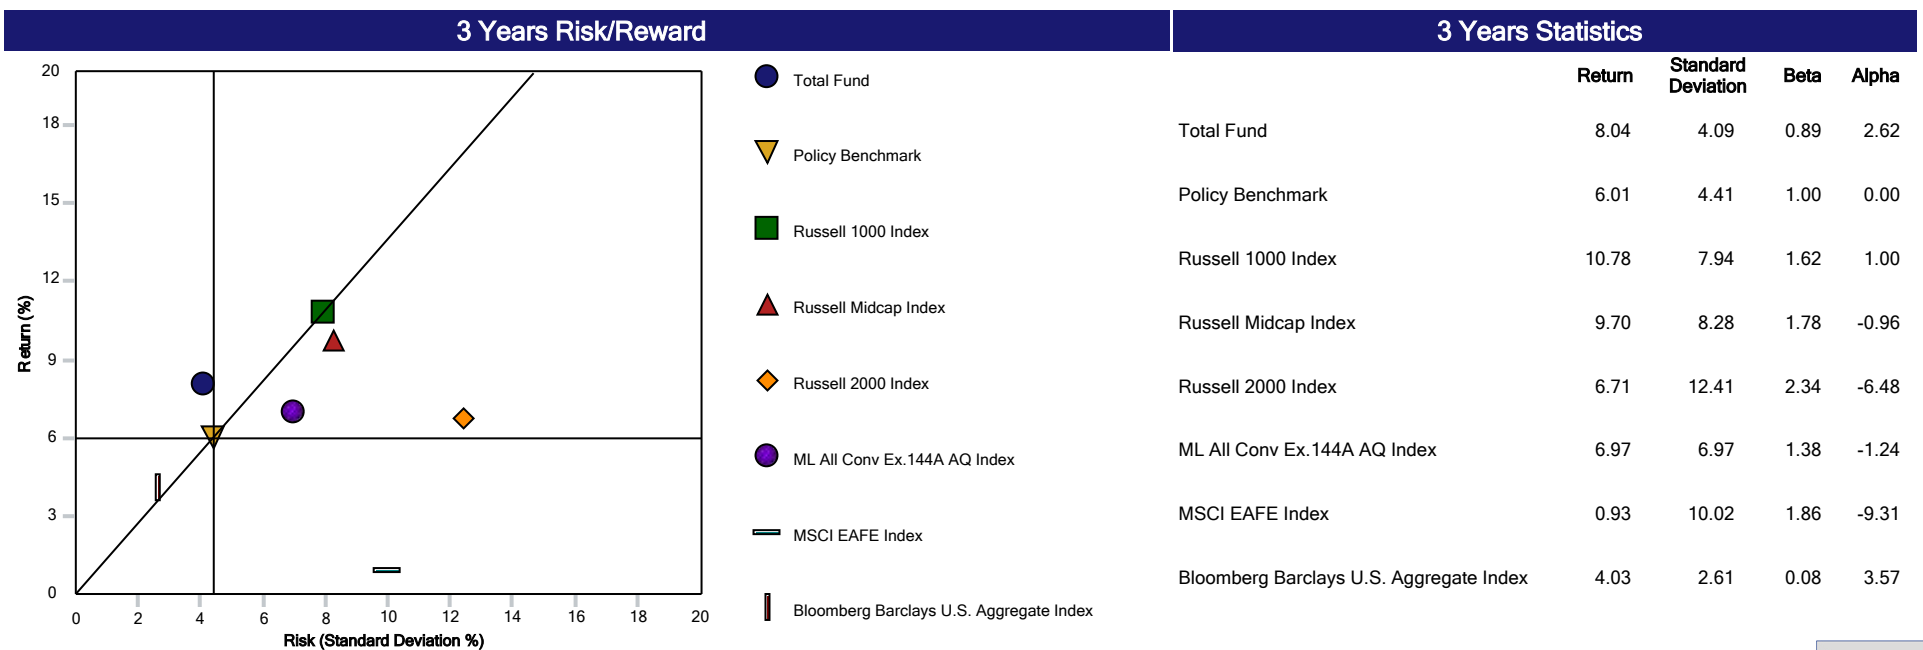 3 Years Risk/Reward
20
18
15
12
9
6
3
0
Return (%)
0 2 4 6 8 10 12 14 16 18 20
Risk (Standard Deviation %)
Total Fund
Policy Benchmark
Russell 1000 Index
Russell Midcap Index
Russell 2000 Index
ML All Conv Ex.144A AQ Index
MSCI EAFE Index
Bloomberg Barclays U.S. Aggregate Index
3 Years Statistics
Return Standard Deviation Beta Alpha
Total Fund 8.04 4.09 0.89 2.62
Policy Benchmark 6.01 4.41 1.00 0.00
Russell 1000 Index 10.78 7.94 1.62 1.00
Russell Midcap Index 9.70 8.28 1.78 -0.96
Russell 2000 Index 6.71 12.41 2.34 -6.48
ML All Conv Ex.144A AQ Index 6.97 6.97 1.38 -1.24
MSCI EAFE Index 0.93 10.02 1.86 -9.31
Bloomberg Barclays U.S. Aggregate Index 4.03 2.61 0.08 3.57